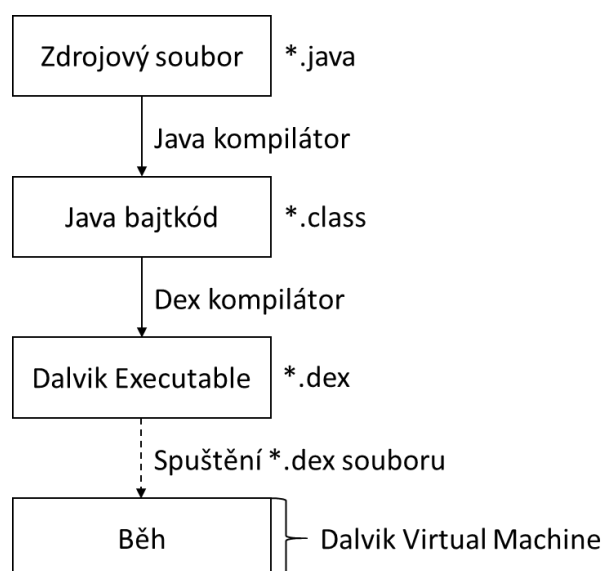 Zdrojový soubor *.java
Java kompilátor
Java bajtkód *.class
Dex kompilátor
Dalvik Executable *.dex
Spuštění *.dex souboru
Běh Dalvik Virtual Machine